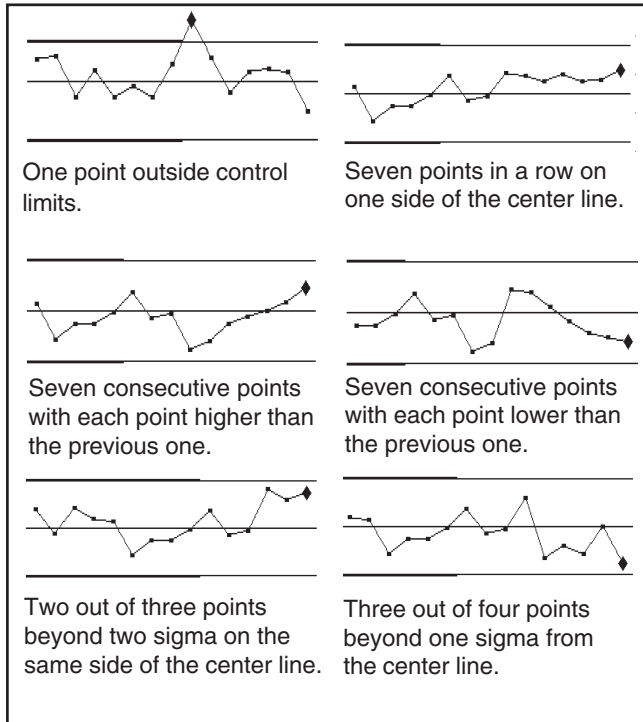 One point outside control
limits.
Seven points in a row on
one side of the center line.
Seven consecutive points
with each point higher than
the previous one.
Seven consecutive points
with each point lower than
the previous one.
Two out of three points
beyond two sigma on the
same side of the center line.
Three out of four points
beyond one sigma from
the center line.